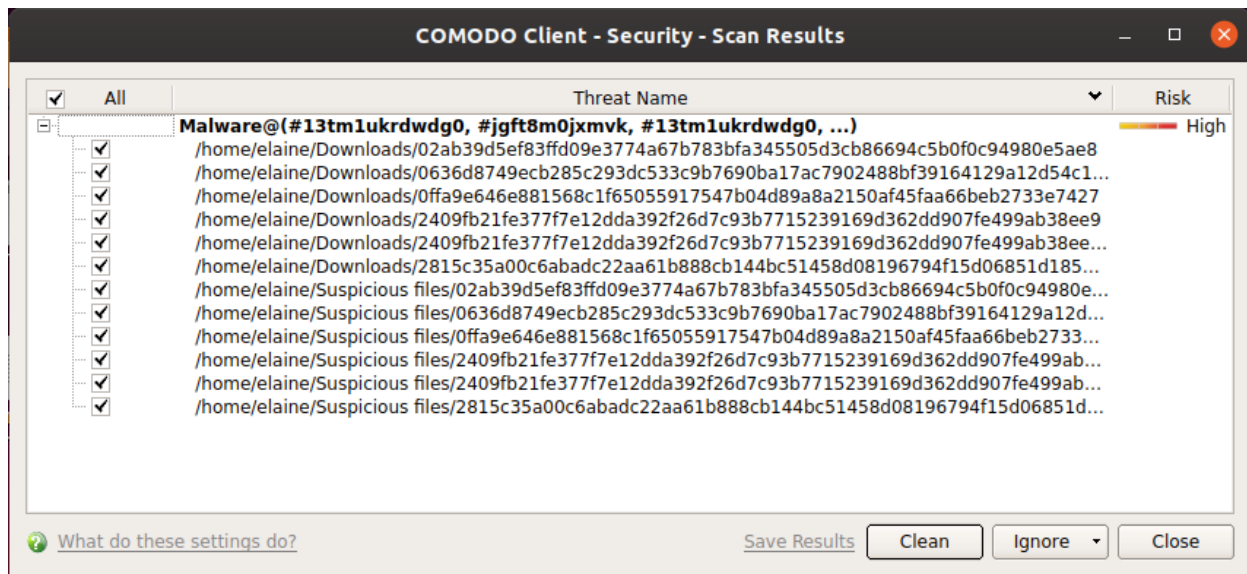 COMODO Client - Security - Scan Results
All Threat Name Risk
Malware@(#13tm1ukrdwdg0, #jgft8m0jxmvk, #13tm1ukrdwdg0, ...) High
/home/elaine/Downloads/02ab39d5ef83ffd09e3774a67b783bfa345505d3cb86694c5b0f0c94980e5ae8
/home/elaine/Downloads/0636d8749ecb285c293dc533c9b7690ba17ac7902488bf39164129a12d54c1...
/home/elaine/Downloads/0ffa9e646e881568c1f65055917547b04d89a8a2150af45faa66beb2733e7427
/home/elaine/Downloads/2409fb21fe377f7e12dda392f26d7c93b7715239169d362dd907fe499ab38ee9
/home/elaine/Downloads/2409fb21fe377f7e12dda392f26d7c93b7715239169d362dd907fe499ab38ee...
/home/elaine/Downloads/2815c35a00c6abadc22aa61b888cb144bc51458d08196794f15d06851d185...
/home/elaine/Suspicious files/02ab39d5ef83ffd09e3774a67b783bfa345505d3cb86694c5b0f0c94980e...
/home/elaine/Suspicious files/0636d8749ecb285c293dc533c9b7690ba17ac7902488bf39164129a12d...
/home/elaine/Suspicious files/0ffa9e646e881568c1f65055917547b04d89a8a2150af45faa66beb2733...
/home/elaine/Suspicious files/2409fb21fe377f7e12dda392f26d7c93b7715239169d362dd907fe499ab...
/home/elaine/Suspicious files/2409fb21fe377f7e12dda392f26d7c93b7715239169d362dd907fe499ab...
/home/elaine/Suspicious files/2815c35a00c6abadc22aa61b888cb144bc51458d08196794f15d06851d...
What do these settings do? Save Results Clean Ignore Close